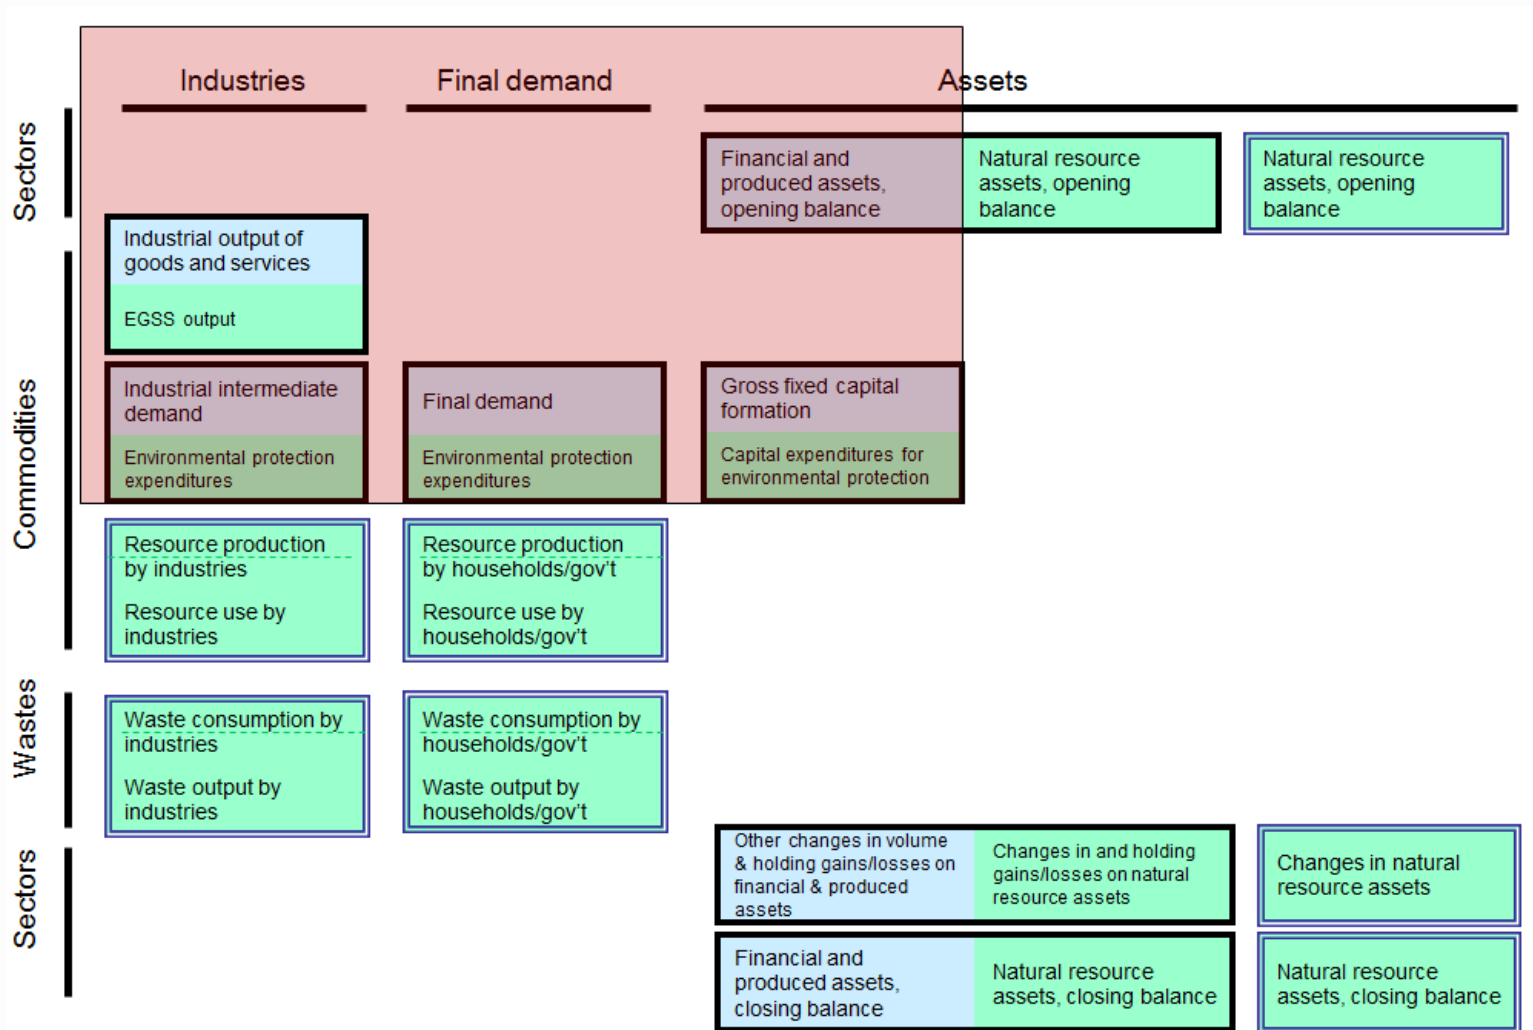 Industries
Final demand
Assets
Sectors
Financial and
produced assets,
opening balance
Natural resource
assets, opening
balance
Natural resource
assets, opening
balance
Commodities
Industrial output of
goods and services
EGSS output
Industrial intermediate
demand
Environmental protection
expenditures
Final demand
Environmental protection
expenditures
Gross fixed capital
formation
Capital expenditures for
environmental protection
Resource production
by industries
Resource use by
industries
Resource production
by households/gov't
Resource use by
households/gov't
Wastes
Waste consumption by
industries
Waste output by
industries
Waste consumption by
households/gov't
Waste output by
households/gov't
Sectors
Other changes in volume
& holding gains/losses on
financial & produced
assets
Changes in and holding
gains/losses on natural
resource assets
Changes in natural
resource assets
Financial and
produced assets,
closing balance
Natural resource
assets, closing balance
Natural resource
assets, closing balance